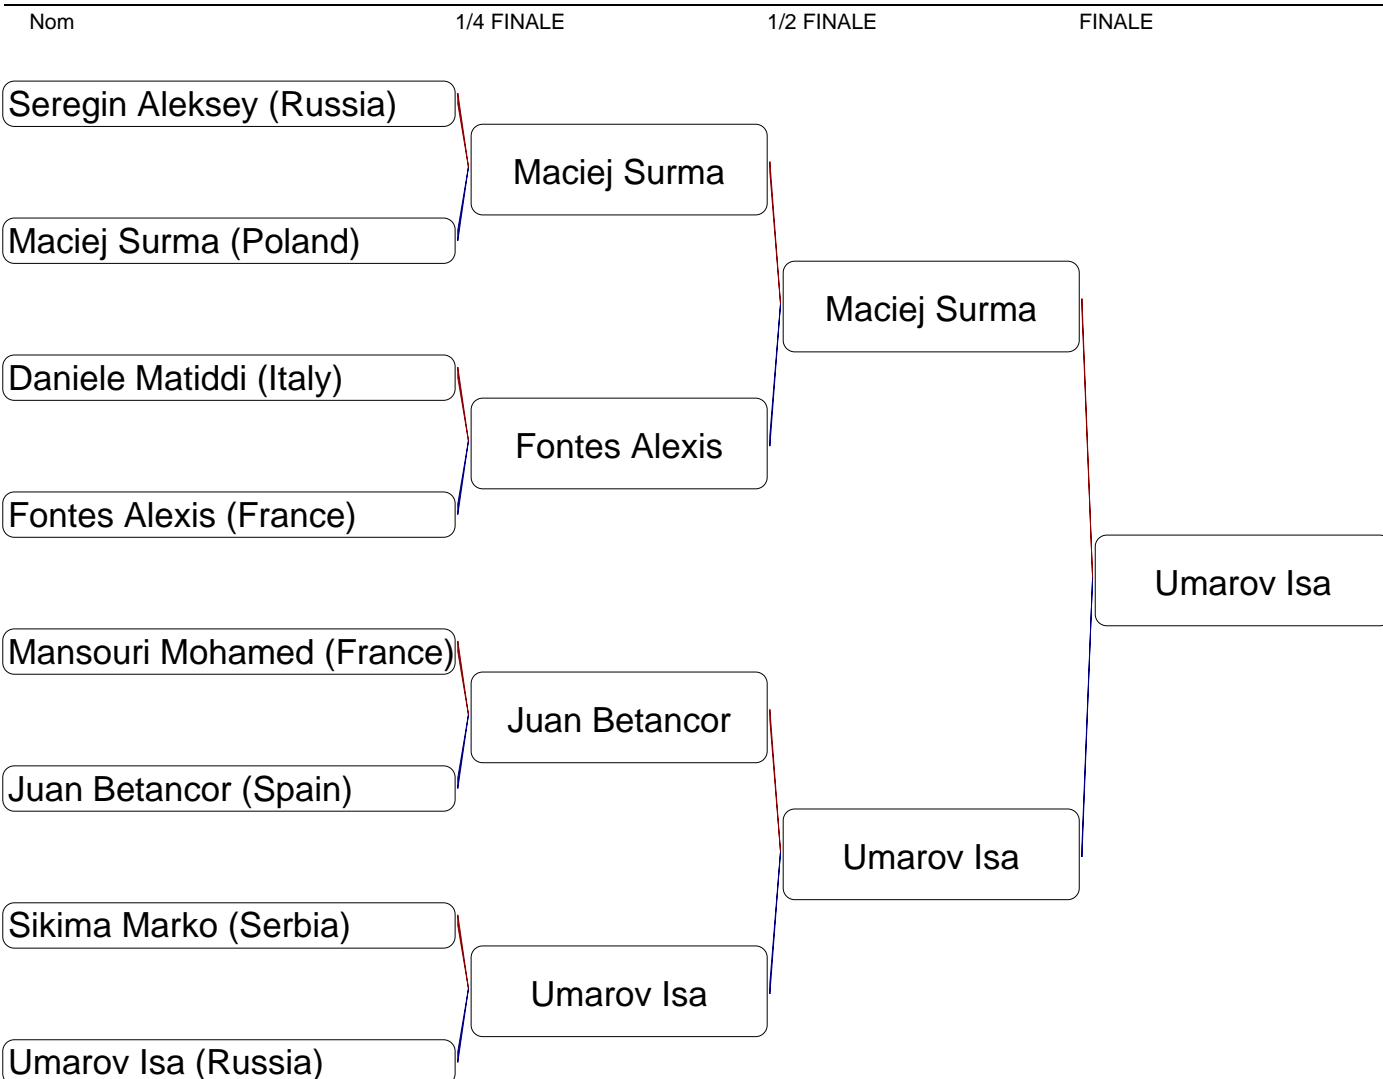 Nom 1/4 FINALE 1/2 FINALE FINALE
Seregin Aleksey (Russia)
Maciej Surma
Maciej Surma (Poland)
Maciej Surma
Daniele Matiddi (Italy)
Fontes Alexis
Fontes Alexis (France)
Umarov Isa
Mansouri Mohamed (France)
Juan Betancor
Juan Betancor (Spain)
Umarov Isa
Sikima Marko (Serbia)
Umarov Isa
Umarov Isa (Russia)